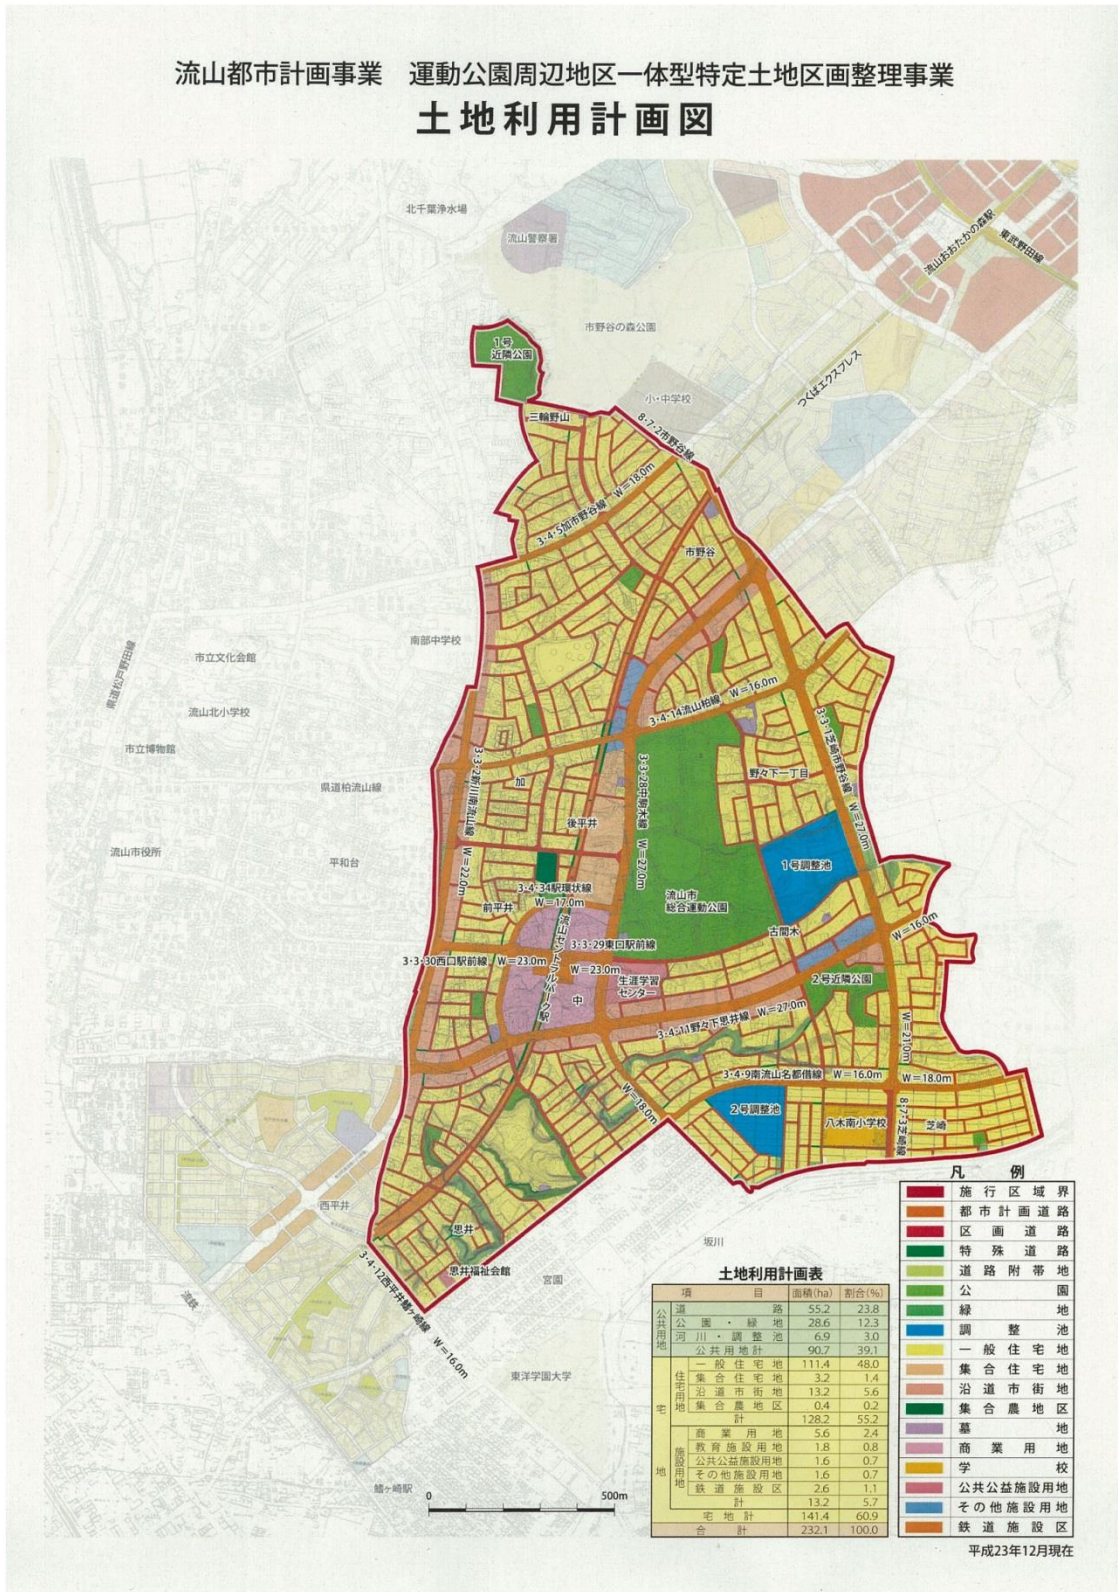 流山都市計画事業　運動公園周辺地区一体型特定土地区画整理事業
土地利用計画図
北千葉浄水場
流山警察署
流山おおたかの森駅
東武野田線
市野谷の森公園
つくばエクスプレス
小・中学校
1号
近隣公園
三輪野山
8・7・2市野谷線
3・4・5加市野谷線　W＝18.0m
市野谷
南部中学校
県道松戸野田線
市立文化会館
流山北小学校
市立博物館
県道柏流山線
流山市役所
平和台
3・4・14流山柏線　W＝16.0m
3・3・2新川南流山線　W＝22.0m
加
3・3・28中駒木線　W＝27.0m
野々下一丁目
3・3・1芝崎市野谷線　W＝27.0m
後平井
1号調整池
3・4・34駅環状線
W＝17.0m
前平井
流山市
総合運動公園
古間木
W＝16.0m
流山セントラルパーク駅
3・3・29東口駅前線
W＝23.0m
3・3・30西口駅前線　W＝23.0m
生涯学習
センター
中
2号近隣公園
3・4・11野々下思井線　W＝27.0m
W＝21.0m
3・4・9南流山名都借線　W＝16.0m
W＝18.0m
W＝18.0m
2号調整池
八木南小学校
8・7・3芝崎線
芝崎
西平井
思井
思井福祉会館
3・4・12西平井鰭ヶ崎線　W＝16.0m
流鉄
宮園
坂川
東洋学園大学
鰭ヶ崎駅
0　500m
土地利用計画表
項　目　面積(ha)　割合(%)
公共用地
道　路　55.2　23.8
公園・緑地　28.6　12.3
河川・調整池　6.9　3.0
公共用地計　90.7　39.1
宅地
住宅用地
一般住宅地　111.4　48.0
集合住宅地　3.2　1.4
沿道市街地　13.2　5.6
集合農地区　0.4　0.2
計　128.2　55.2
施設用地
商業用地　5.6　2.4
教育施設用地　1.8　0.8
公共公益施設用地　1.6　0.7
その他施設用地　1.6　0.7
鉄道施設区　2.6　1.1
計　13.2　5.7
宅地計　141.4　60.9
合計　232.1　100.0
凡　例
施行区域界
都市計画道路
区画道路
特殊道路
道路附帯地
公園
緑地
調整池
一般住宅地
集合住宅地
沿道市街地
集合農地区
墓地
商業用地
学校
公共公益施設用地
その他施設用地
鉄道施設区
平成23年12月現在